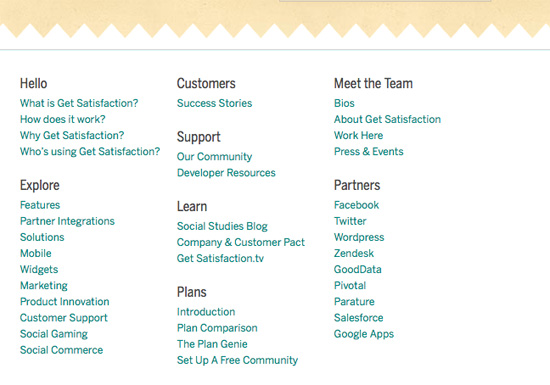 Hello
What is Get Satisfaction?
How does it work?
Why Get Satisfaction?
Who's using Get Satisfaction?
Explore
Features
Partner Integrations
Solutions
Mobile
Widgets
Marketing
Product Innovation
Customer Support
Social Gaming
Social Commerce
Customers
Success Stories
Support
Our Community
Developer Resources
Learn
Social Studies Blog
Company & Customer Pact
Get Satisfaction.tv
Plans
Introduction
Plan Comparison
The Plan Genie
Set Up A Free Community
Meet the Team
Bios
About Get Satisfaction
Work Here
Press & Events
Partners
Facebook
Twitter
Wordpress
Zendesk
GoodData
Pivotal
Parature
Salesforce
Google Apps